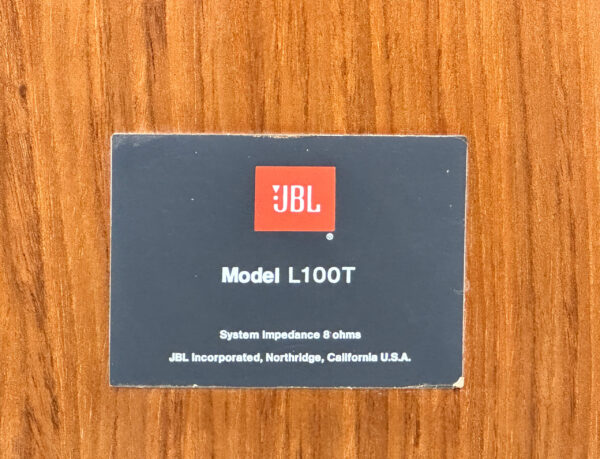 JBL
®
Model L100T
System Impedance 8 ohms
JBL Incorporated, Northridge, California U.S.A.